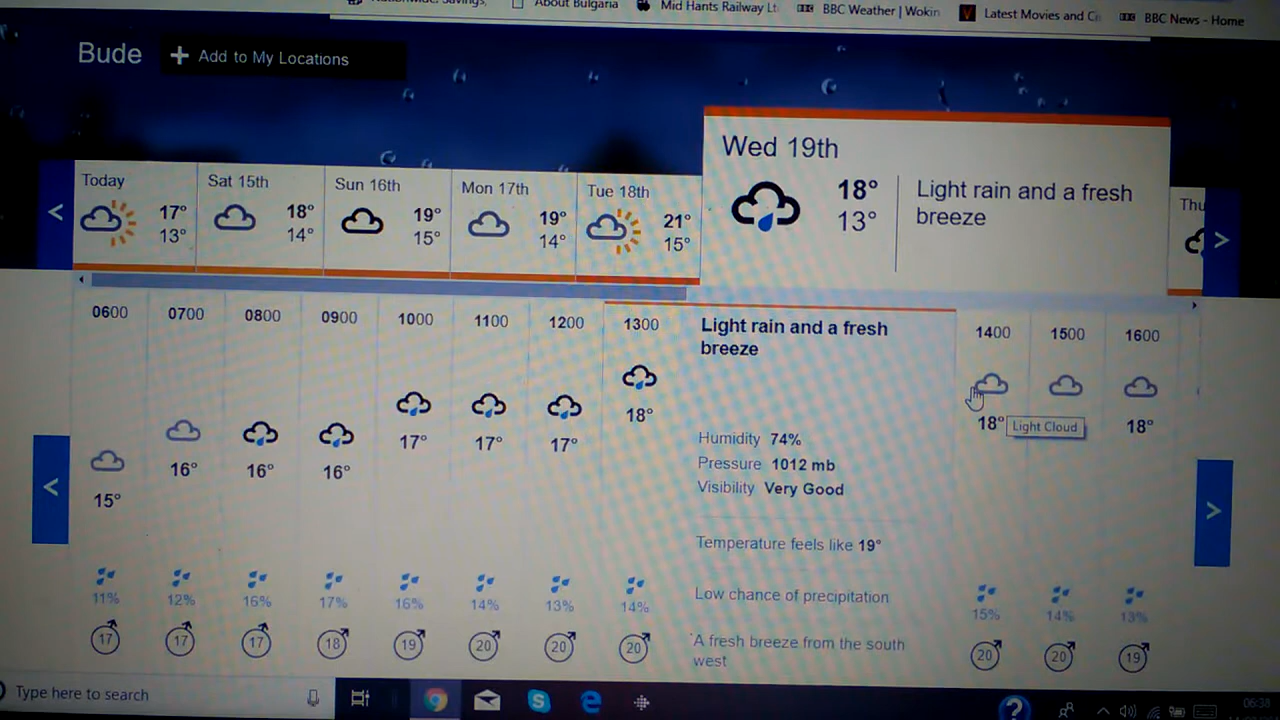 About Bulgaria
Mid Hants Railway Lt
BBC Weather | Wokin
Latest Movies and
BBC News - Home
Bude
+ Add to My Locations
Today
17°
13°
Sat 15th
18°
14°
Sun 16th
19°
15°
Mon 17th
19°
14°
Tue 18th
21°
15°
Wed 19th
18°
13°
Light rain and a fresh
breeze
Thu
0600
0700
0800
0900
1000
1100
1200
1300
15°
16°
16°
16°
17°
17°
17°
18°
Light rain and a fresh
breeze
Humidity 74%
Pressure 1012 mb
Visibility Very Good
Temperature feels like 19°
Low chance of precipitation
A fresh breeze from the south
west
1400
1500
1600
18°
Light Cloud
18°
11%
12%
16%
17%
16%
14%
13%
14%
15%
14%
13%
17
17
17
18
19
20
20
20
20
20
19
Type here to search
06:38